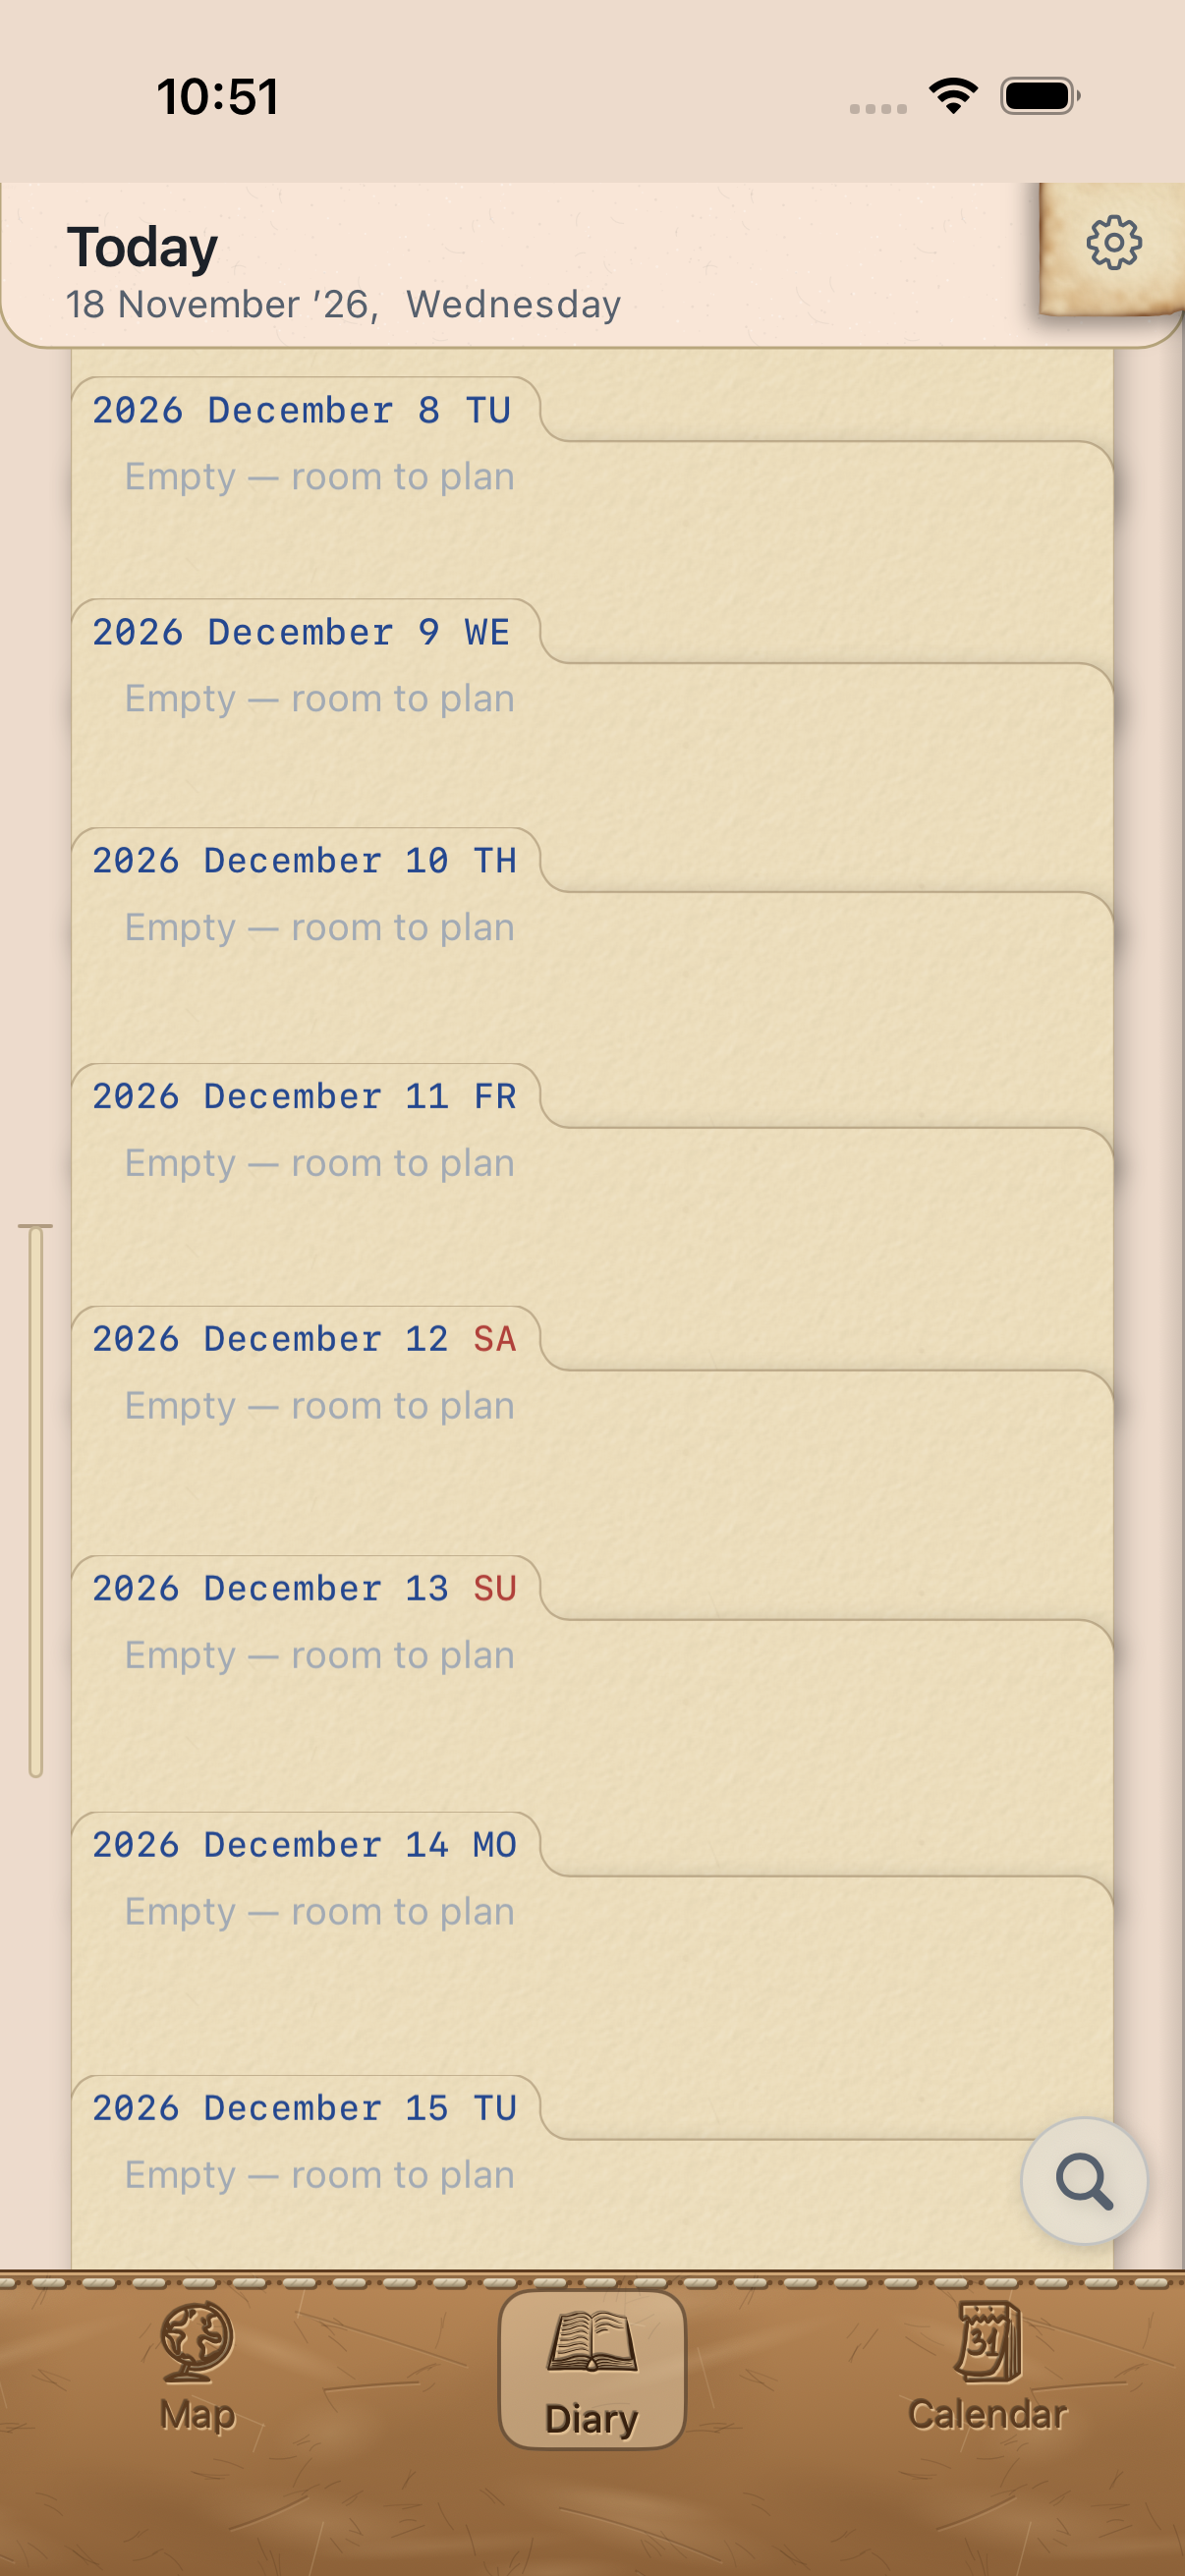 10:51
Today
18 November ’26, Wednesday
2026 December 8 TU
Empty — room to plan
2026 December 9 WE
Empty — room to plan
2026 December 10 TH
Empty — room to plan
2026 December 11 FR
Empty — room to plan
2026 December 12 SA
Empty — room to plan
2026 December 13 SU
Empty — room to plan
2026 December 14 MO
Empty — room to plan
2026 December 15 TU
Empty — room to plan
31
Map
Diary
Calendar